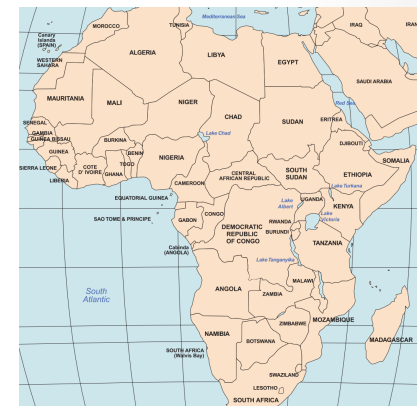 Mediterranean Sea
Canary
Islands
(SPAIN)
MOROCCO
TUNISIA
IRAQ
IRAN
ALGERIA
LIBYA
EGYPT
WESTERN
SAHARA
SAUDI ARABIA
MAURITANIA
MALI
NIGER
CHAD
SUDAN
Red Sea
ERITREA
SENEGAL
GAMBIA
GUINEA BISSAU
GUINEA
BURKINA
Lake Chad
DJIBOUTI
BENIN
TOGO
NIGERIA
SOMALIA
SIERRA LEONE
COTE
D' IVOIRE
GHANA
LIBERIA
CAMEROON
CENTRAL
AFRICAN REPUBLIC
SOUTH
SUDAN
ETHIOPIA
Lake Turkana
EQUATORIAL GUINEA
UGANDA
KENYA
Lake
Albert
Lake
Victoria
SAO TOME & PRINCIPE
GABON
CONGO
DEMOCRATIC
REPUBLIC
OF CONGO
RWANDA
BURUNDI
TANZANIA
Cabinda
(ANGOLA)
Lake Tanganyika
South
Atlantic
ANGOLA
MALAWI
ZAMBIA
MOZAMBIQUE
ZIMBABWE
NAMIBIA
BOTSWANA
MADAGASCAR
SOUTH AFRICA
(Walvis Bay)
SWAZILAND
LESOTHO
SOUTH AFRICA